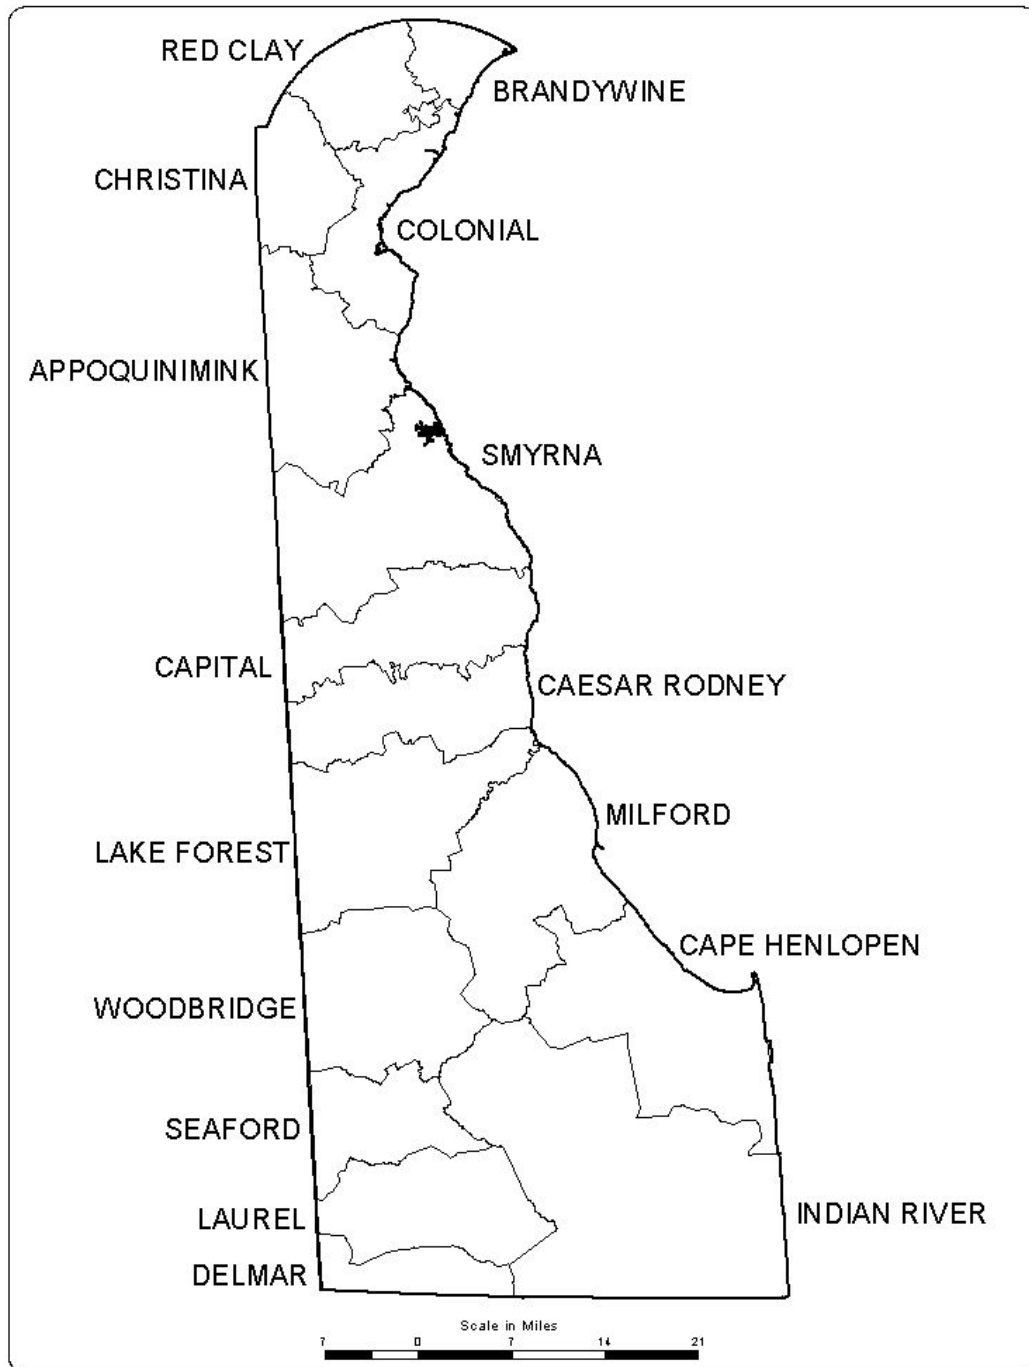 RED CLAY
BRANDYWINE
CHRISTINA
COLONIAL
APPOQUINIMINK
SMYRNA
CAPITAL
CAESAR RODNEY
MILFORD
LAKE FOREST
CAPE HENLOPEN
WOODBRIDGE
SEAFORD
LAUREL
INDIAN RIVER
DELMAR
Scale in Miles
7 0 7 14 21